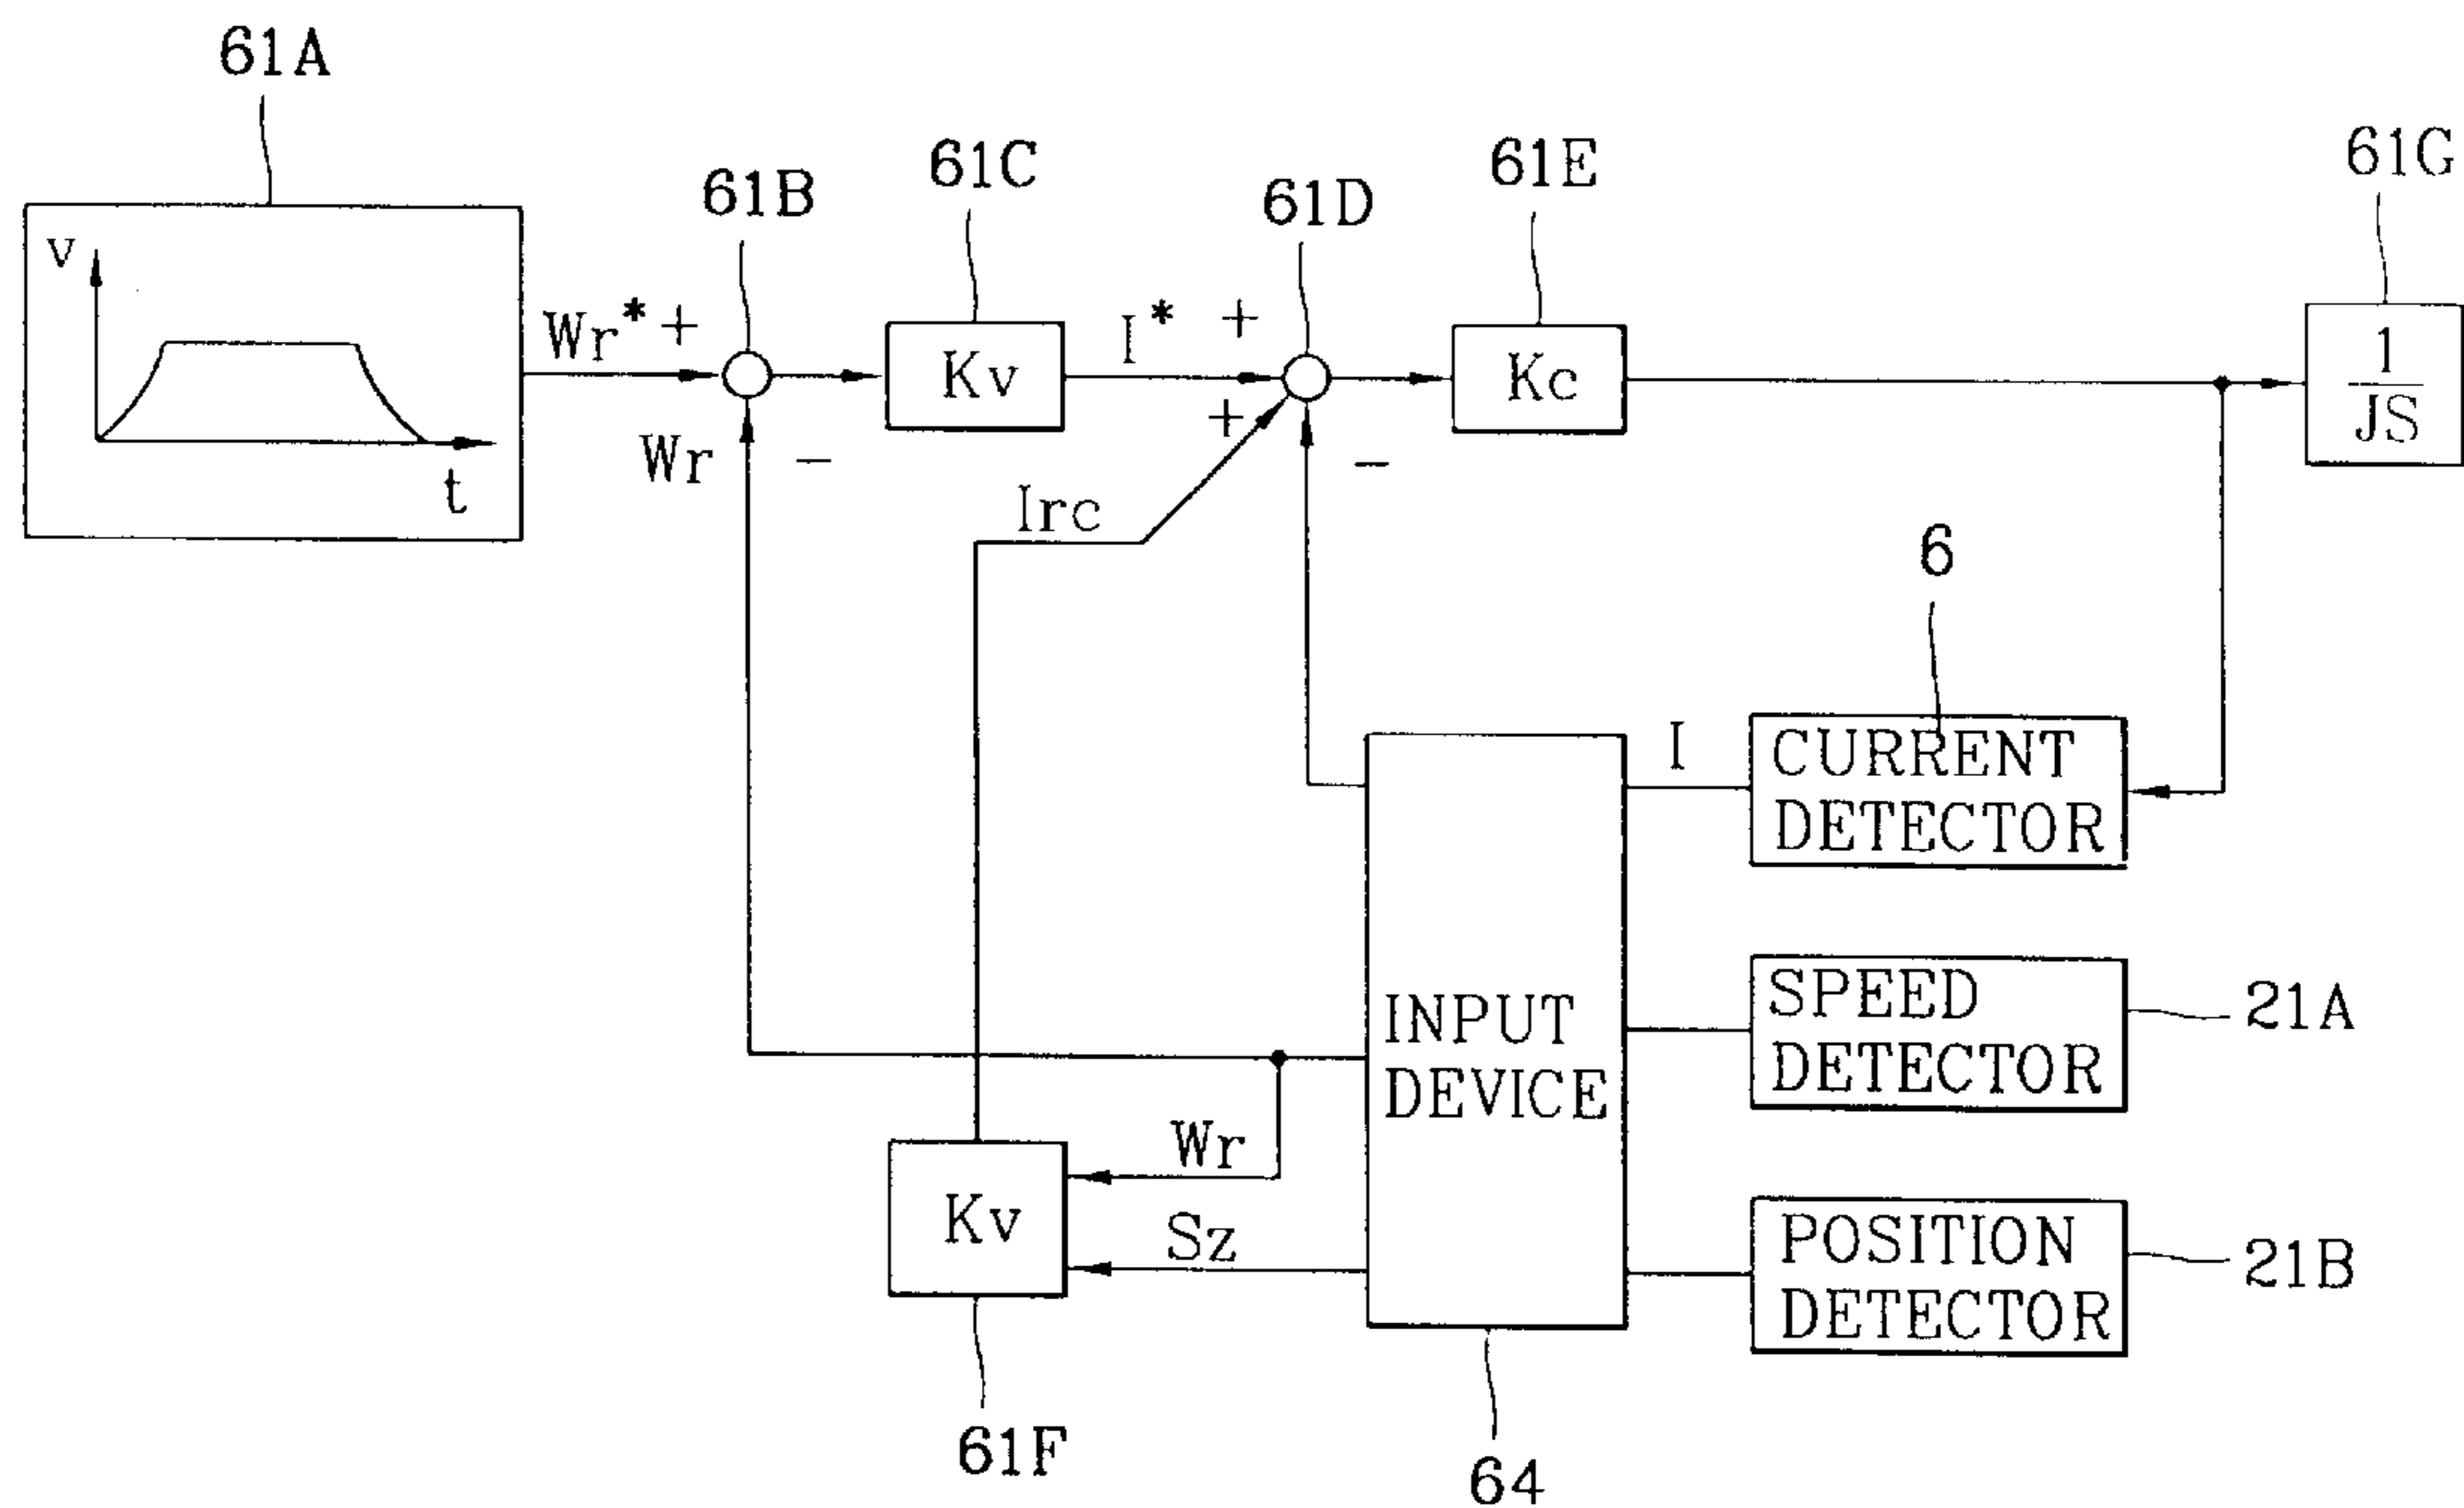 61A
61B
61C
61D
61E
61G
v
t
Wr* +
Wr -
Kv
I* +
+
-
Irc
Kc
1
JS
6
I
CURRENT
DETECTOR
INPUT
DEVICE
SPEED
DETECTOR
21A
Wr
Kv
Sz
POSITION
DETECTOR
21B
61F
64